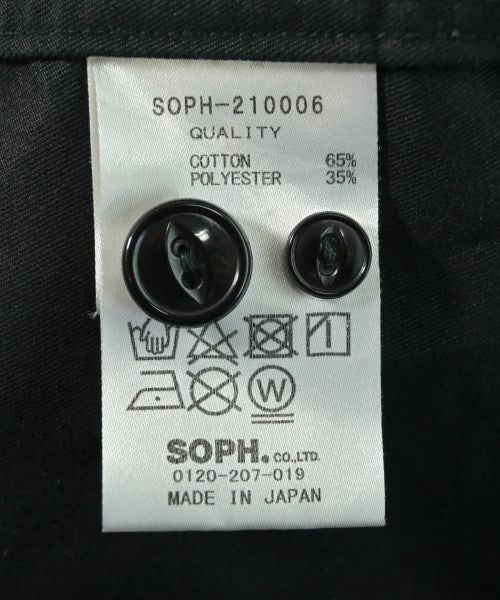 SOPH-210006
QUALITY
COTTON 65%
POLYESTER 35%
W
SOPH. CO.,LTD.
0120-207-019
MADE IN JAPAN